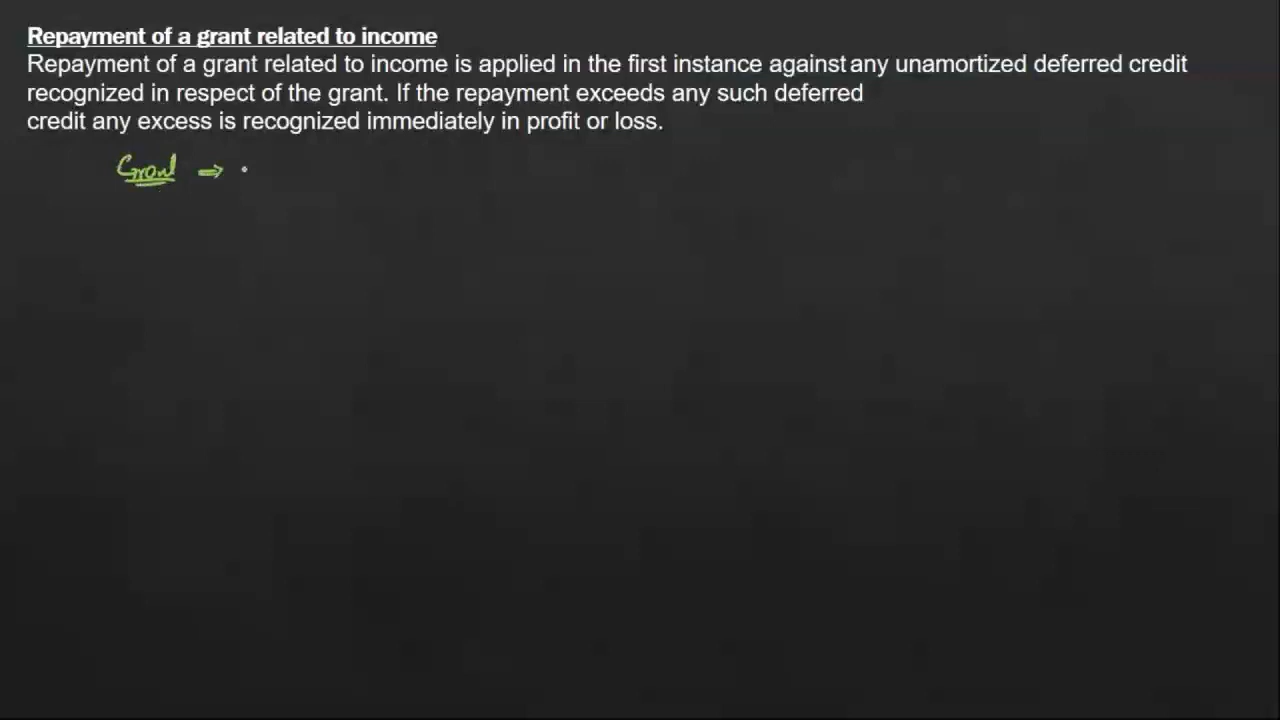 Repayment of a grant related to income
Repayment of a grant related to income is applied in the first instance against any unamortized deferred credit
recognized in respect of the grant. If the repayment exceeds any such deferred
credit any excess is recognized immediately in profit or loss.
Grant ⇒